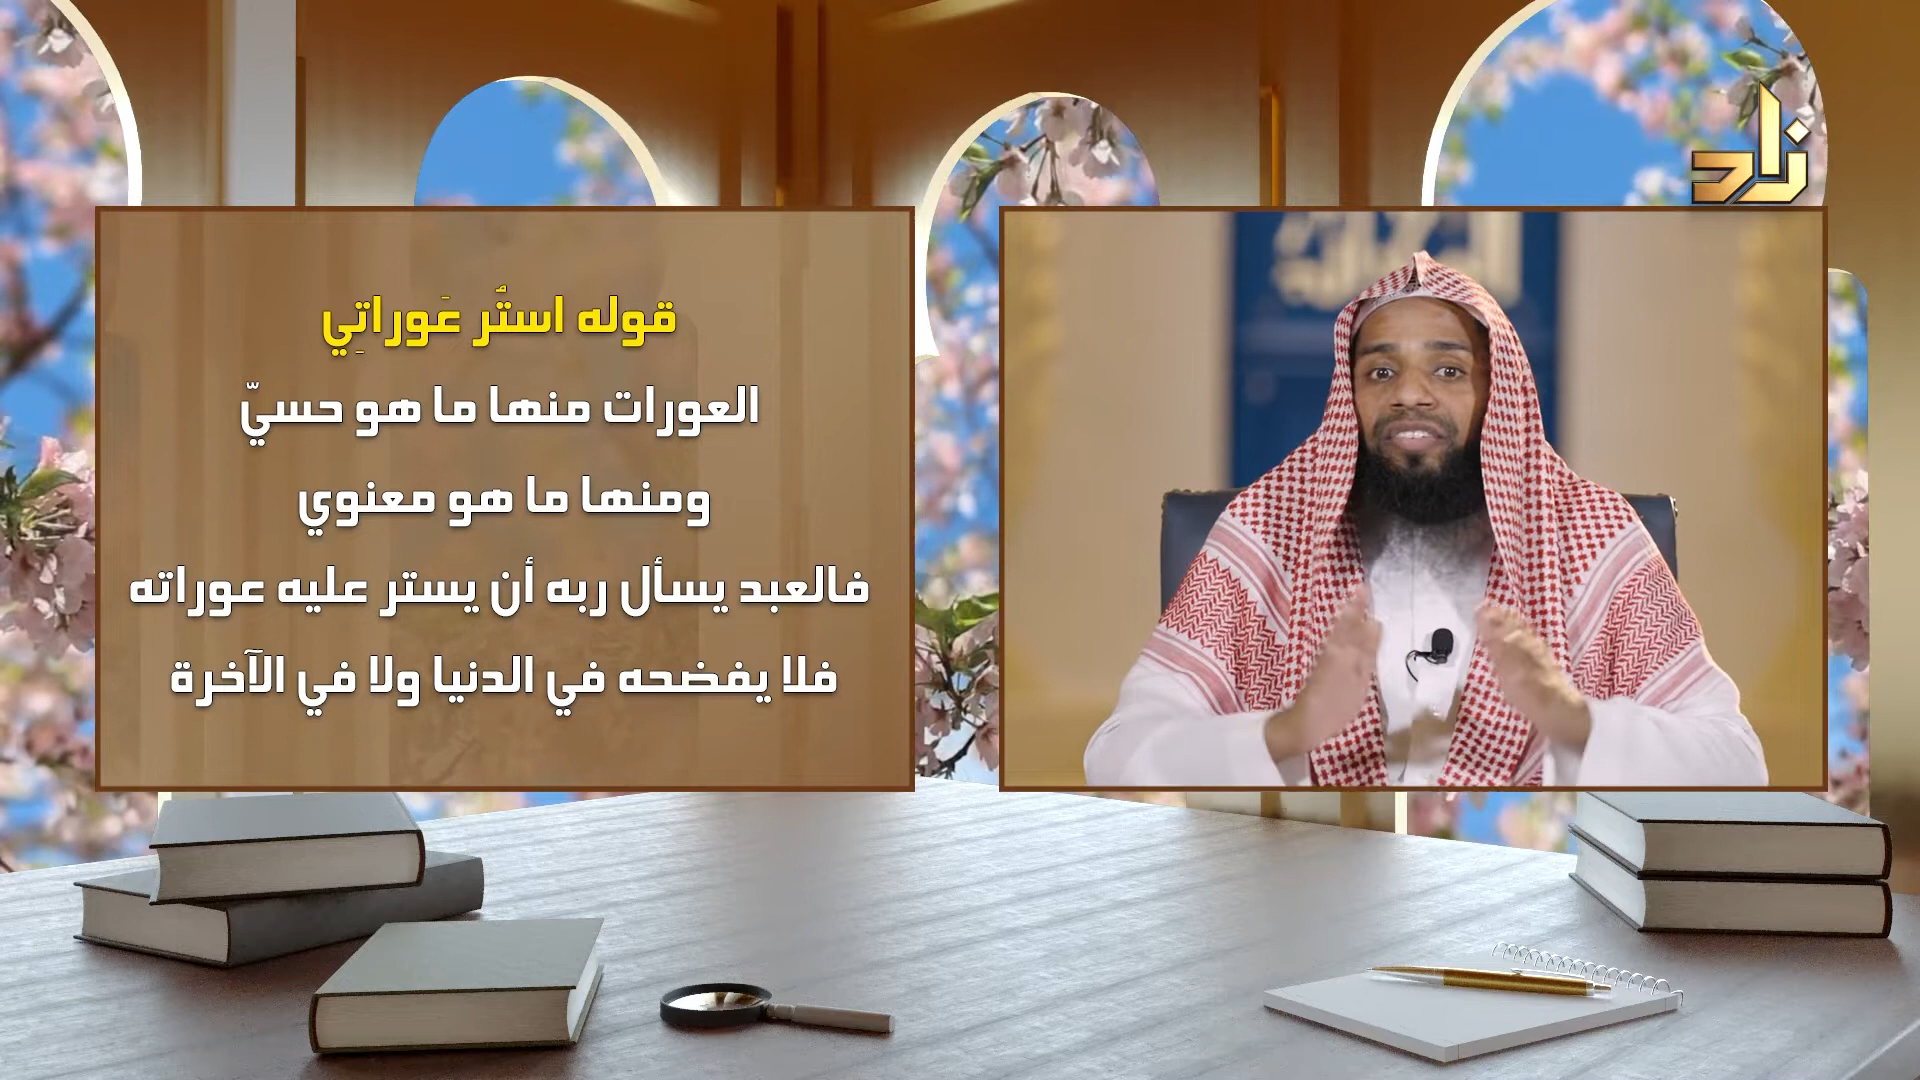 زاد
قوله استُر عَوراتِي
العورات منها ما هو حسيّ
ومنها ما هو معنوي
فالعبد يسأل ربه أن يستر عليه عوراته
فلا يفضحه في الدنيا ولا في الآخرة